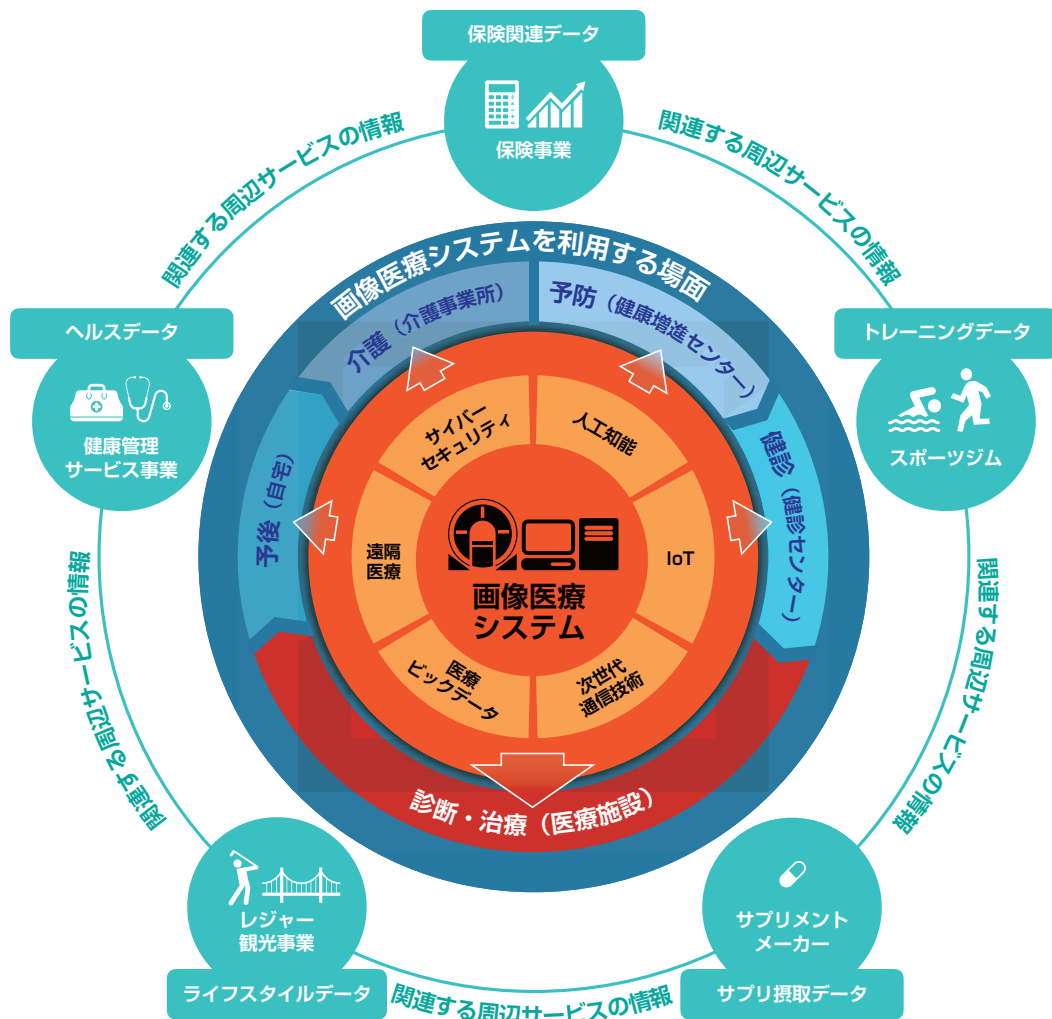 保険関連データ
保険事業
関連する周辺サービスの情報
関連する周辺サービスの情報
画像医療システムを利用する場面
介護(介護事業所)
予防(健康増進センター)
ヘルスデータ
健康管理
サービス事業
トレーニングデータ
スポーツジム
サイバー
セキュリティ
人工知能
健診(健診センター)
予後(自宅)
遠隔
医療
IoT
画像医療
システム
医療
ビックデータ
次世代
通信技術
診断・治療(医療施設)
関連する周辺サービスの情報
関連する周辺サービスの情報
レジャー
観光事業
ライフスタイルデータ
サプリメント
メーカー
サプリ摂取データ
関連する周辺サービスの情報